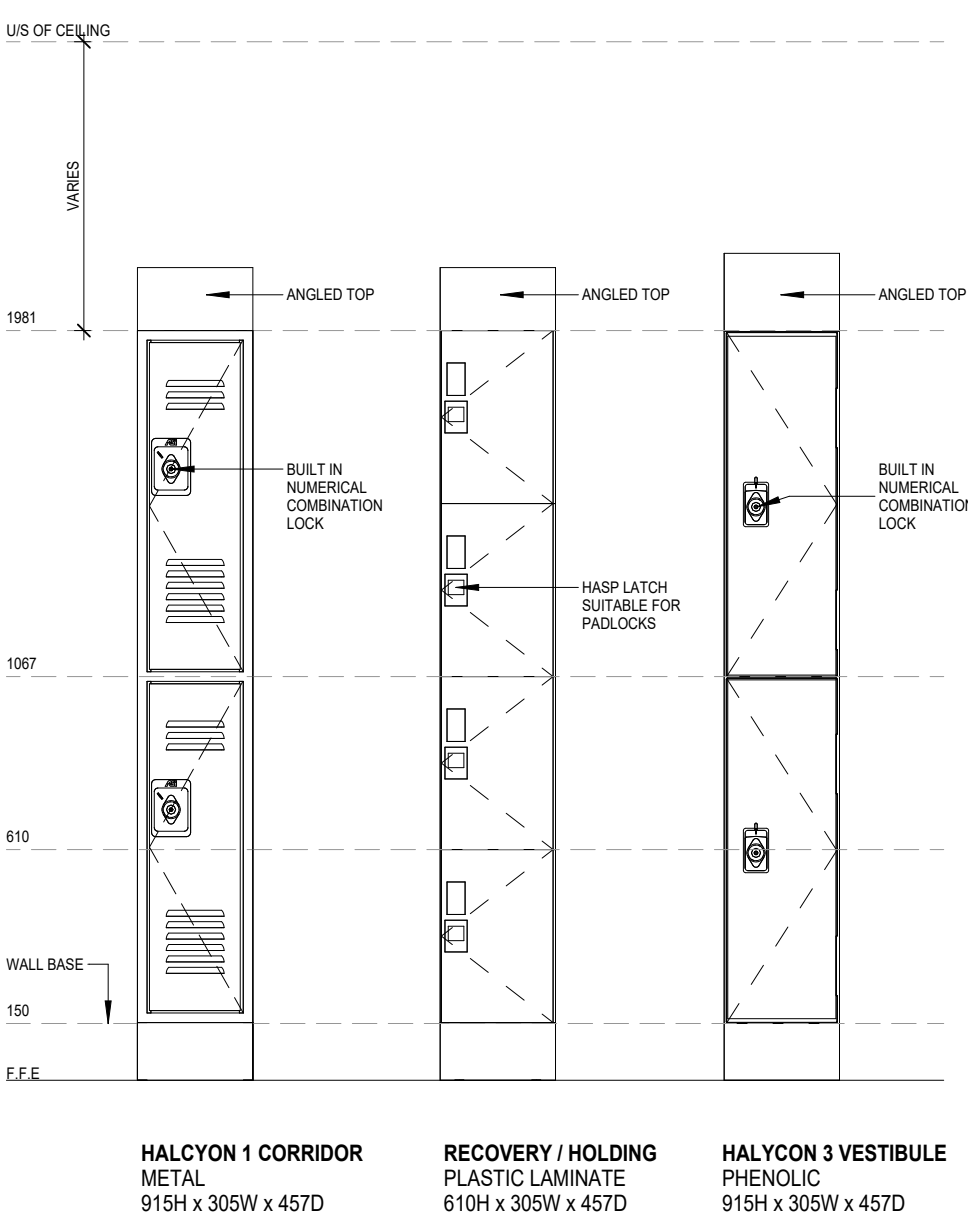 U/S OF CEILING
VARIES
ANGLED TOP
ANGLED TOP
ANGLED TOP
1981
BUILT IN
NUMERICAL
COMBINATION
LOCK
BUILT IN
NUMERICAL
COMBINATION
LOCK
HASP LATCH
SUITABLE FOR
PADLOCKS
1067
610
WALL BASE
150
F.F.E
HALCYON 1 CORRIDOR
METAL
915H x 305W x 457D
RECOVERY / HOLDING
PLASTIC LAMINATE
610H x 305W x 457D
HALYCON 3 VESTIBULE
PHENOLIC
915H x 305W x 457D